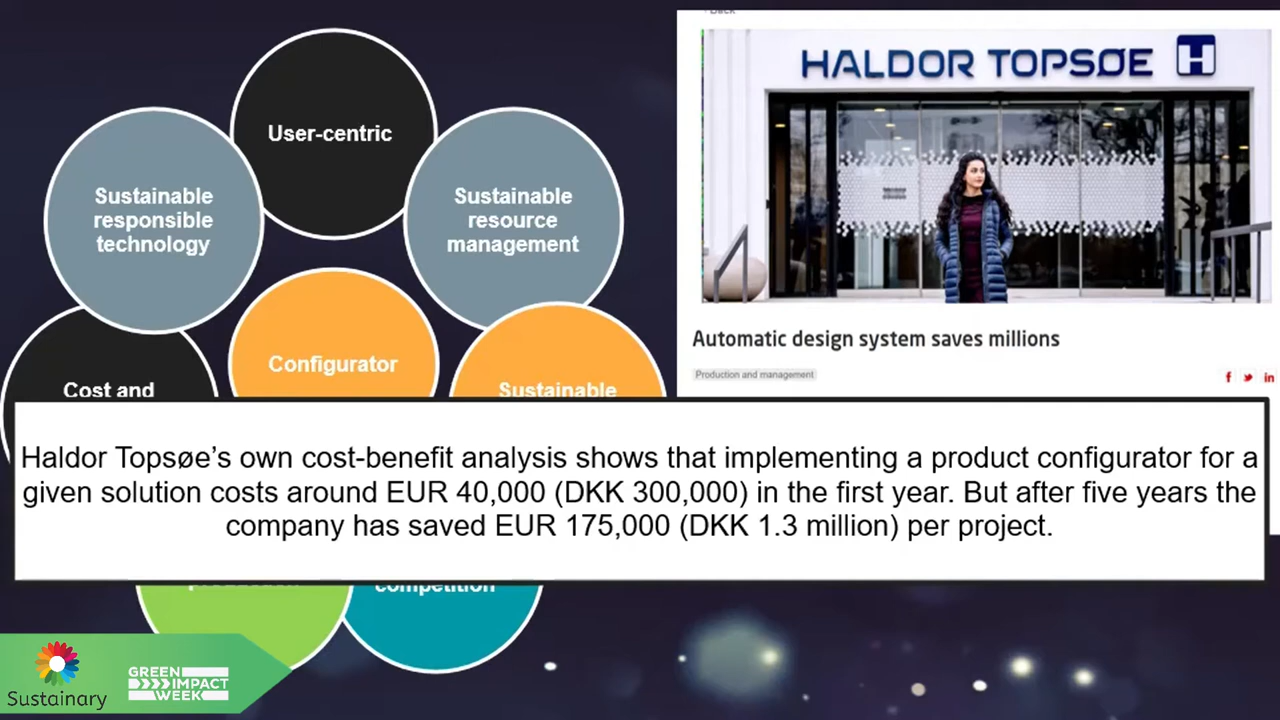 User-centric
Sustainable
responsible
technology
Sustainable
resource
management
Configurator
Cost and
Sustainable
HALDOR TOPSØE
Automatic design system saves millions
Production and management
Haldor Topsøe’s own cost-benefit analysis shows that implementing a product configurator for a
given solution costs around EUR 40,000 (DKK 300,000) in the first year. But after five years the
company has saved EUR 175,000 (DKK 1.3 million) per project.
competition
Sustainary
GREEN
IMPACT
WEEK